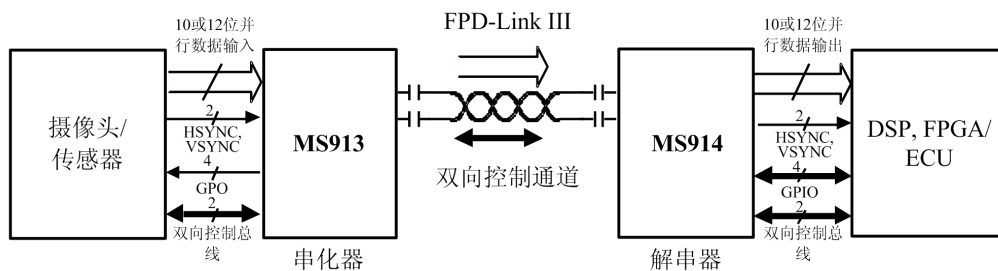 FPD-Link III
10或12位并
行数据输入
10或12位并
行数据输出
摄像头/
传感器
2
HSYNC,
VSYNC
4
GPO
2
双向控制总
线
MS913
串化器
双向控制通道
MS914
解串器
2
HSYNC,
VSYNC
4
GPIO
2
双向控制总
线
DSP, FPGA/
ECU